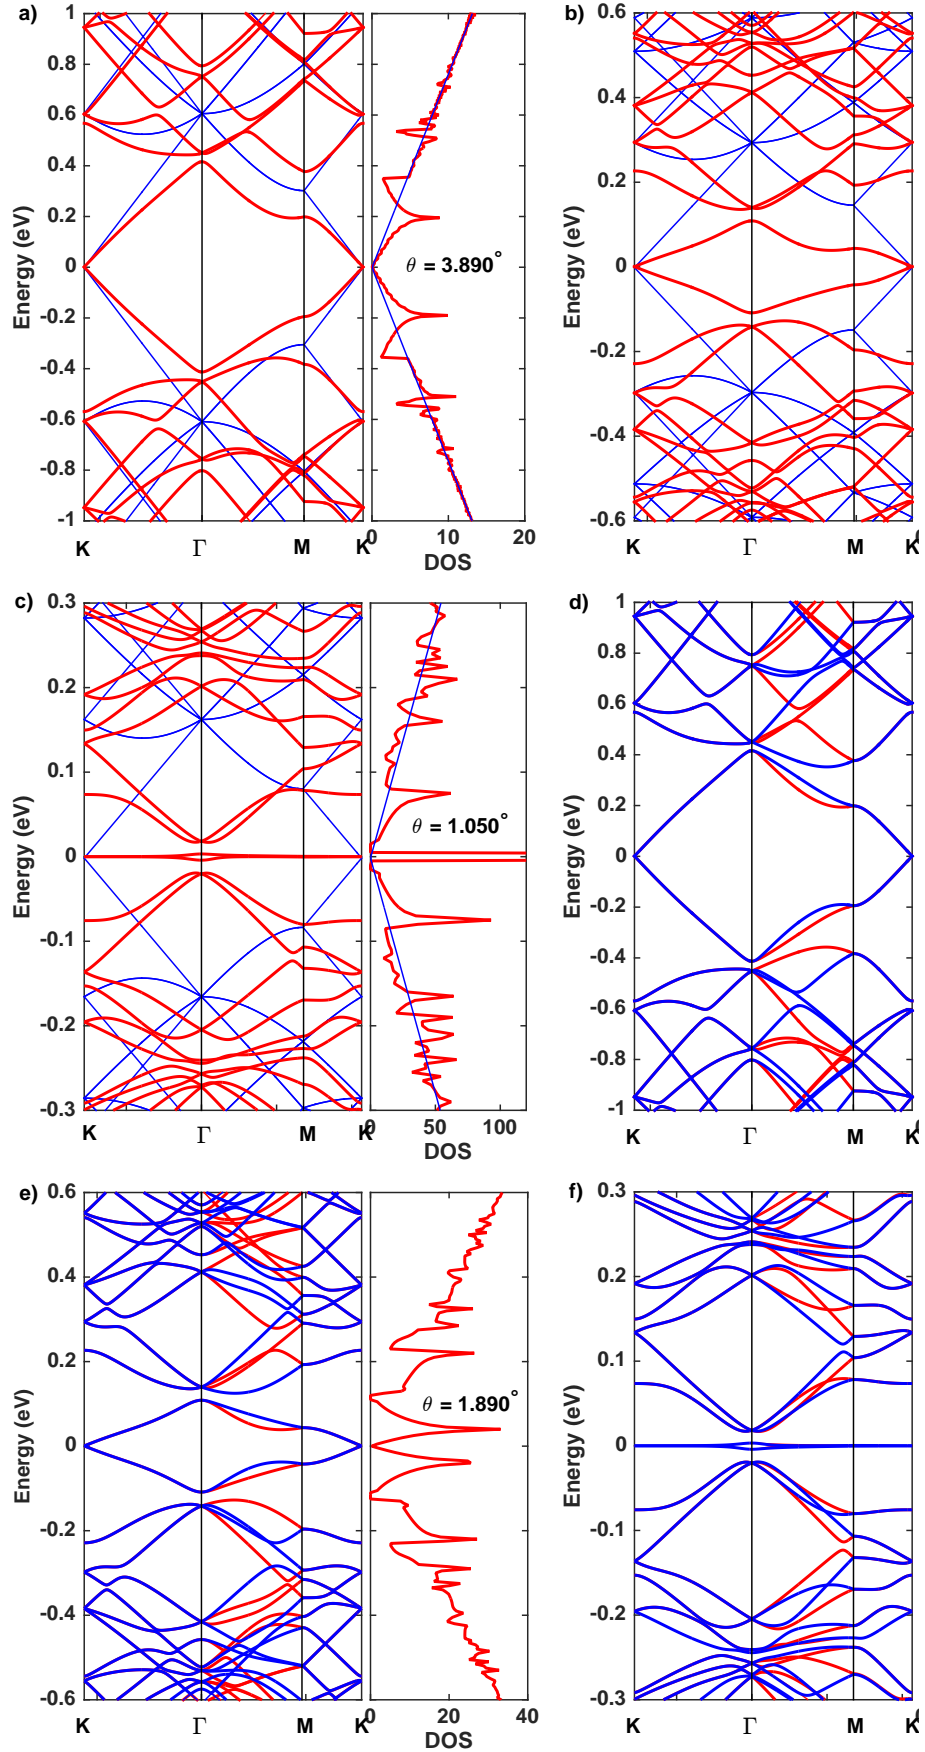 a)
1
0.8
0.6
0.4
0.2
0
-0.2
-0.4
-0.6
-0.8
-1
Energy (eV)
K Γ M K
θ = 3.890°
0 10 20
DOS
b)
0.6
0.4
0.2
0
-0.2
-0.4
-0.6
Energy (eV)
K Γ M K
c)
0.3
0.2
0.1
0
-0.1
-0.2
-0.3
Energy (eV)
K Γ M K
θ = 1.050°
0 50 100
DOS
d)
1
0.8
0.6
0.4
0.2
0
-0.2
-0.4
-0.6
-0.8
-1
Energy (eV)
K Γ M K
e)
0.6
0.4
0.2
0
-0.2
-0.4
-0.6
Energy (eV)
K Γ M K
θ = 1.890°
0 20 40
DOS
f)
0.3
0.2
0.1
0
-0.1
-0.2
-0.3
Energy (eV)
K Γ M K